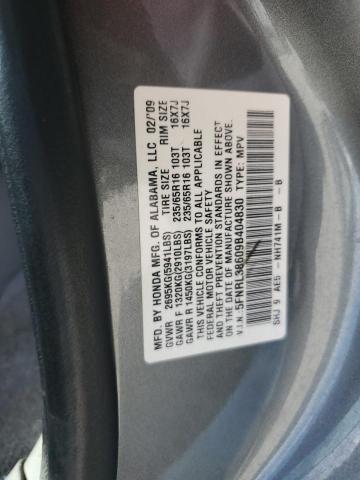 MFD. BY HONDA MFG. OF ALABAMA, LLC 02/'09
GVWR 2695KG(5941LBS) TIRE SIZE RIM SIZE
GAWR F 1320KG(2910LBS) 235/65R16 103T 16X7J
GAWR R 1450KG(3197LBS) 235/65R16 103T 16X7J
THIS VEHICLE CONFORMS TO ALL APPLICABLE
FEDERAL MOTOR VEHICLE SAFETY
AND THEFT PREVENTION STANDARDS IN EFFECT
ON THE DATE OF MANUFACTURE SHOWN ABOVE.
V.I.N. 5FNRL38609B404830 TYPE: MPV
SHJ 9 AE5 - NH741M - B - B